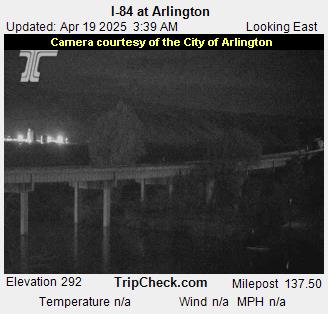 I-84 at Arlington
Updated: Apr 19 2025 3:39 AM Looking East
Camera courtesy of the City of Arlington
Elevation 292 TripCheck.com Milepost 137.50
Temperature n/a Wind n/a MPH n/a